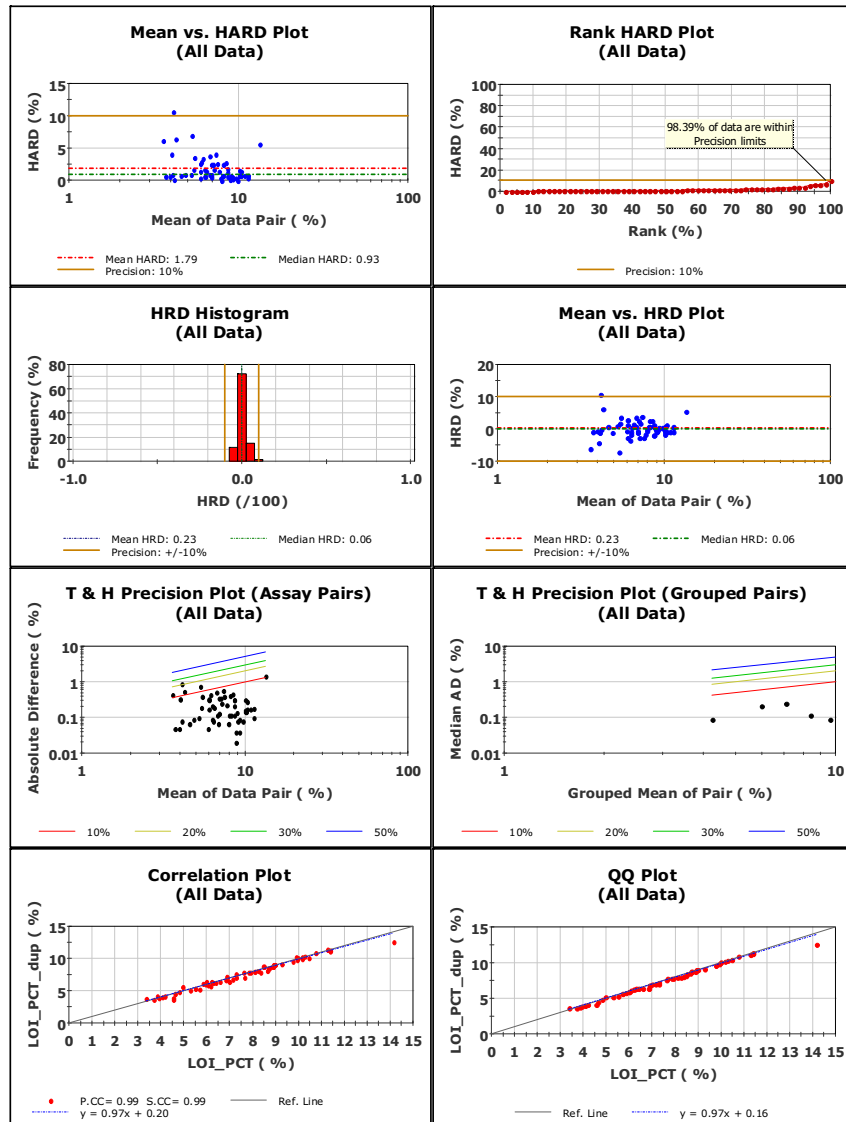 Mean vs. HARD Plot
(All Data)
HARD (%)
15
10
5
0
1
10
100
Mean of Data Pair ( %)
Mean HARD: 1.79
Median HARD: 0.93
Precision: 10%
Rank HARD Plot
(All Data)
HARD (%)
100
80
60
40
20
0
98.39% of data are within
Precision limits
0 10 20 30 40 50 60 70 80 90 100
Rank (%)
Precision: 10%
HRD Histogram
(All Data)
Frequency (%)
80
60
40
20
0
-1.0
0.0
1.0
HRD (/100)
Mean HRD: 0.23
Median HRD: 0.06
Precision: +/-10%
Mean vs. HRD Plot
(All Data)
HRD (%)
20
10
0
-10
1
10
100
Mean of Data Pair ( %)
Mean HRD: 0.23
Median HRD: 0.06
Precision: +/-10%
T & H Precision Plot (Assay Pairs)
(All Data)
Absolute Difference ( %)
10
1
0.1
0.01
1
10
100
Mean of Data Pair ( %)
10%
20%
30%
50%
T & H Precision Plot (Grouped Pairs)
(All Data)
Median AD ( %)
10
1
0.1
0.01
1
10
Grouped Mean of Pair ( %)
10%
20%
30%
50%
Correlation Plot
(All Data)
LOI_PCT_dup ( %)
15
10
5
0
0 1 2 3 4 5 6 7 8 9 10 11 12 13 14 15
LOI_PCT ( %)
P.CC= 0.99 S.CC= 0.99
Ref. Line
y = 0.97x + 0.20
QQ Plot
(All Data)
LOI_PCT_dup ( %)
15
10
5
0
0 1 2 3 4 5 6 7 8 9 10 11 12 13 14 15
LOI_PCT ( %)
Ref. Line
y = 0.97x + 0.16